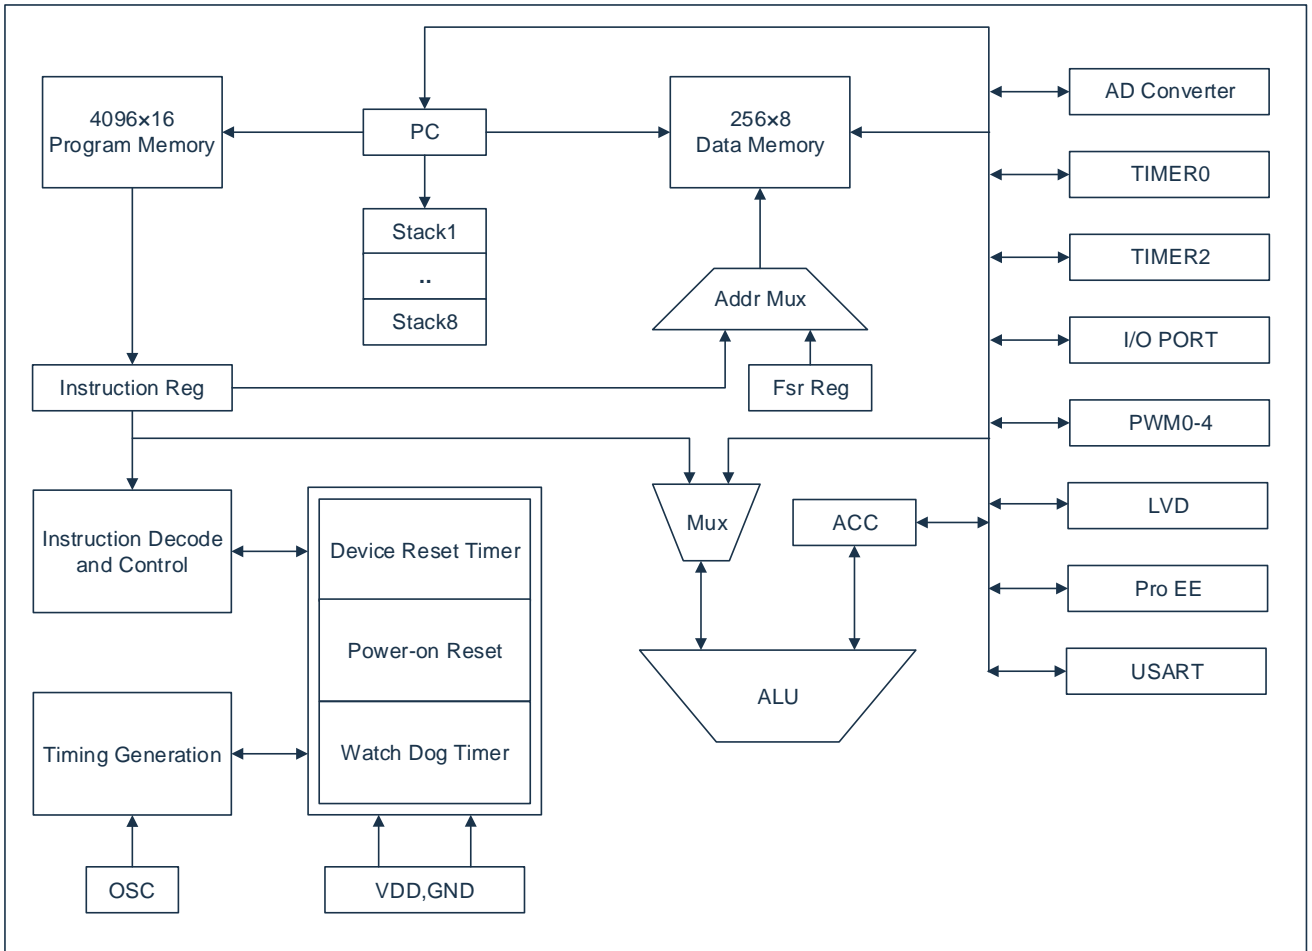 4096×16
Program Memory
PC
256×8
Data Memory
AD Converter
TIMER0
TIMER2
I/O PORT
PWM0-4
LVD
Pro EE
USART
Stack1
..
Stack8
Addr Mux
Instruction Reg
Fsr Reg
Mux
ACC
ALU
Instruction Decode
and Control
Device Reset Timer
Power-on Reset
Watch Dog Timer
Timing Generation
OSC
VDD,GND